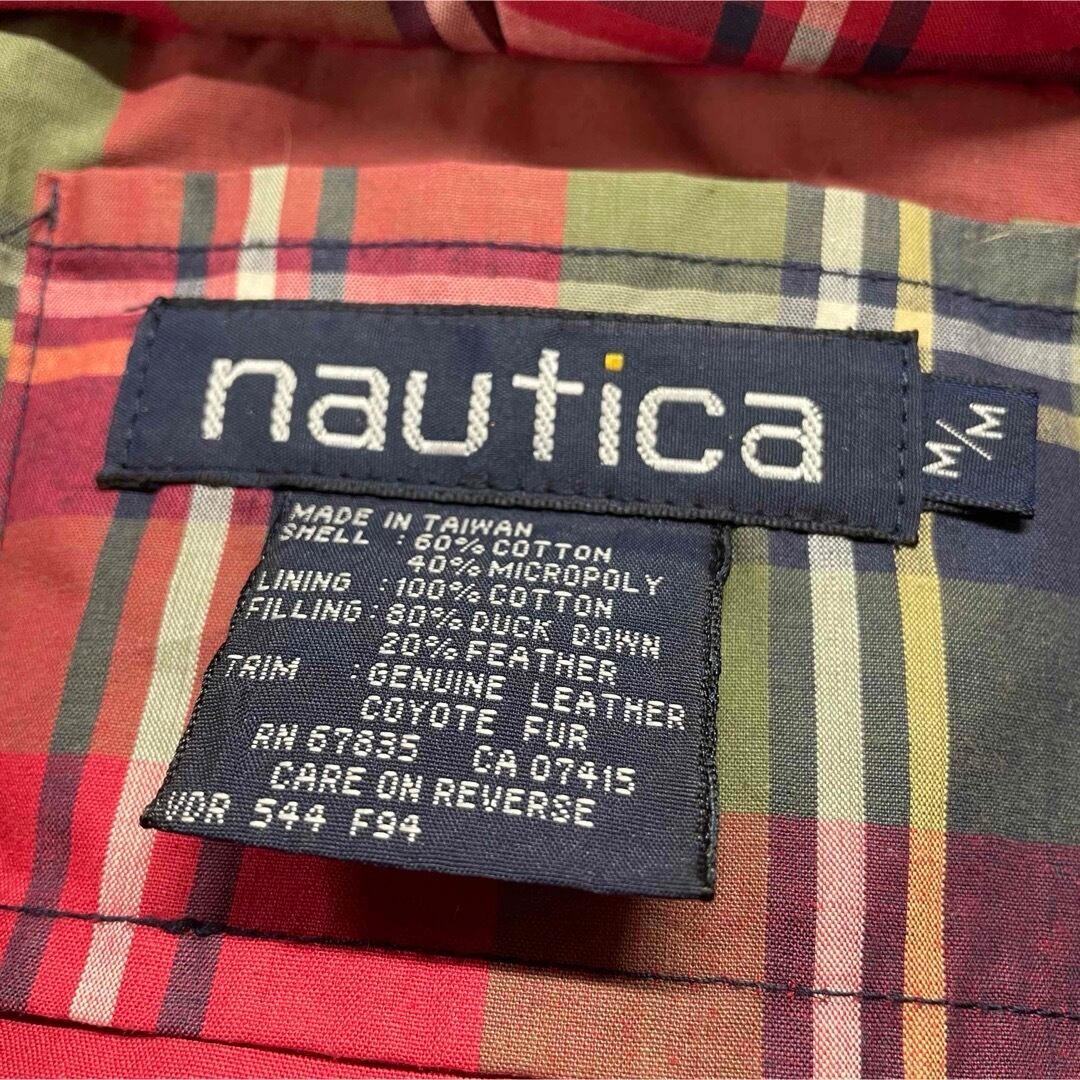 nautica
M/M
MADE IN TAIWAN
SHELL : 60% COTTON
40% MICROPOLY
LINING : 100% COTTON
FILLING : 80% DUCK DOWN
20% FEATHER
TRIM : GENUINE LEATHER
COYOTE FUR
RN 67835 CA 07415
CARE ON REVERSE
VDR 544 F94